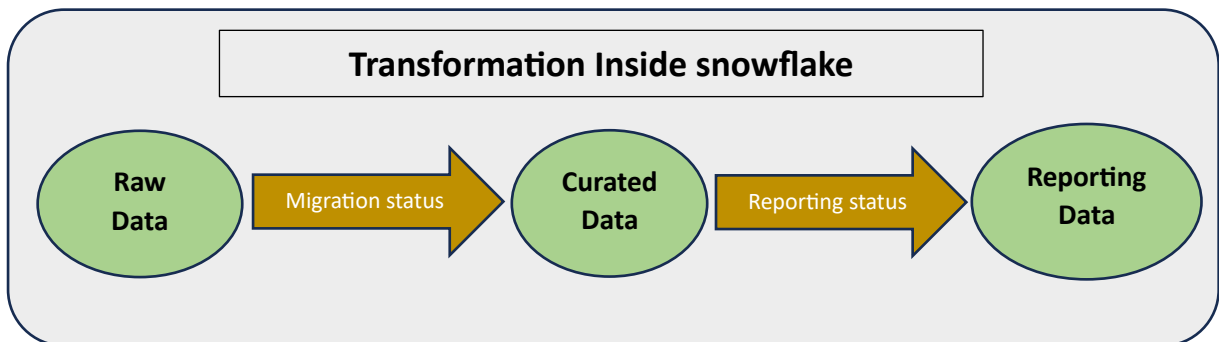 Transformation Inside snowflake
Raw
Data
Migration status
Curated
Data
Reporting status
Reporting
Data